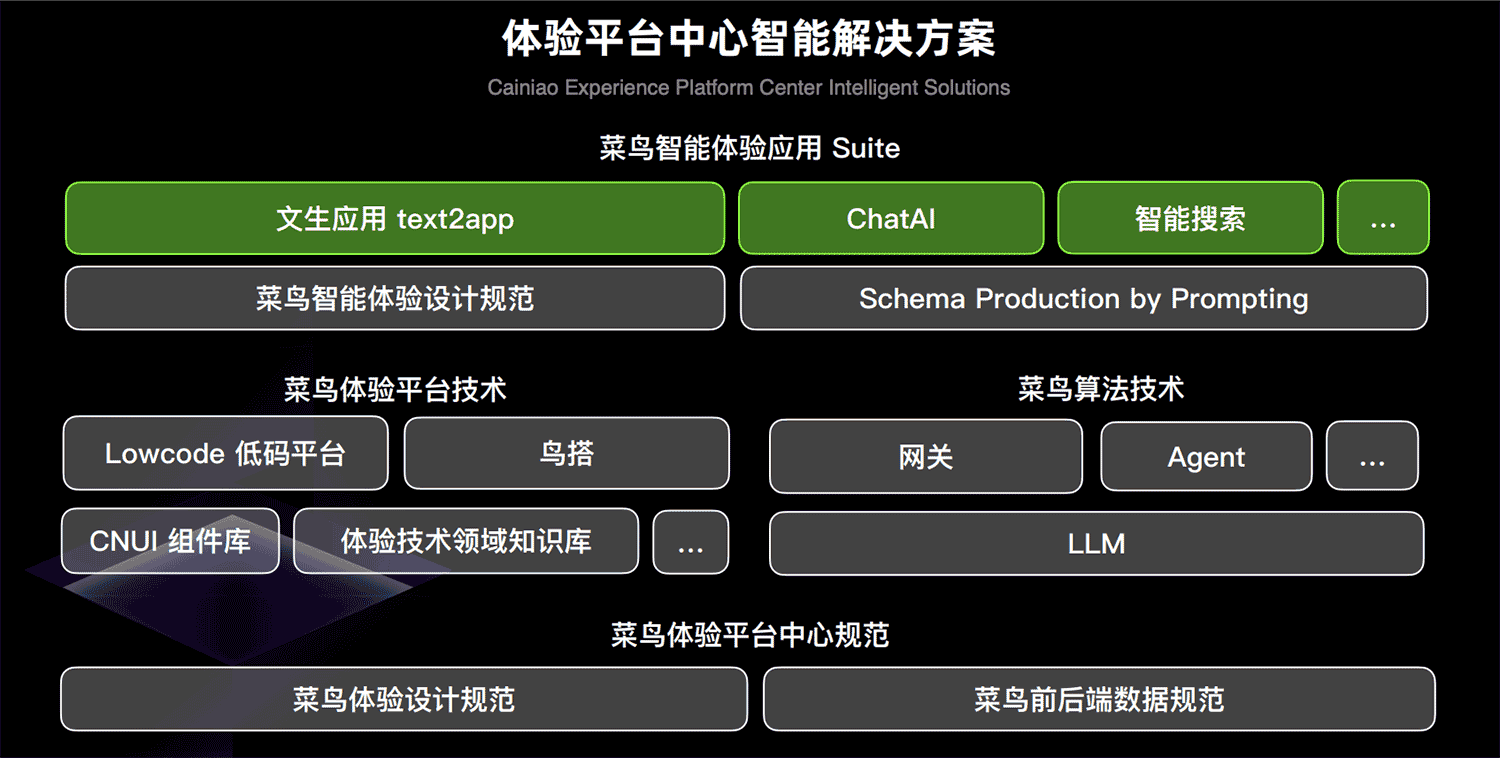 体验平台中心智能解决方案
Cainiao Experience Platform Center Intelligent Solutions
菜鸟智能体验应用 Suite
文生应用 text2app
ChatAI
智能搜索
...
菜鸟智能体验设计规范
Schema Production by Prompting
菜鸟体验平台技术
Lowcode 低码平台
鸟搭
CNUI 组件库
体验技术领域知识库
...
菜鸟算法技术
网关
Agent
...
LLM
菜鸟体验平台中心规范
菜鸟体验设计规范
菜鸟前后端数据规范